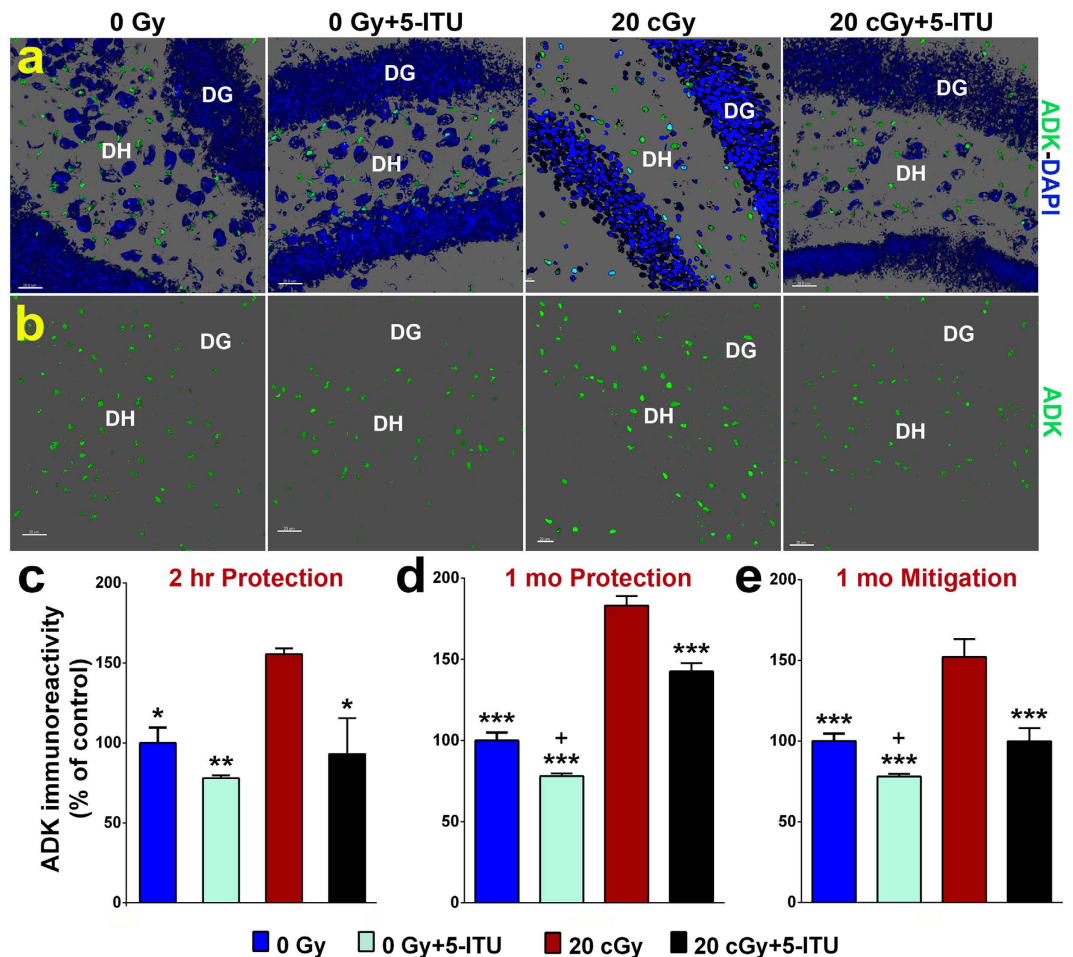 0 Gy 0 Gy+5-ITU 20 cGy 20 cGy+5-ITU
a
DG DG DG DG
DH DH DH DH
ADK-DAPI
b
DG DG DG DG
DH DH DH DH
ADK
c 2 hr Protection d 1 mo Protection e 1 mo Mitigation
ADK immunoreactivity
(% of control)
200 200 200
150 150 150
100 100 100
50 50 50
0 0 0
* ** *
*** + *** ***
*** + *** ***
0 Gy 0 Gy+5-ITU 20 cGy 20 cGy+5-ITU